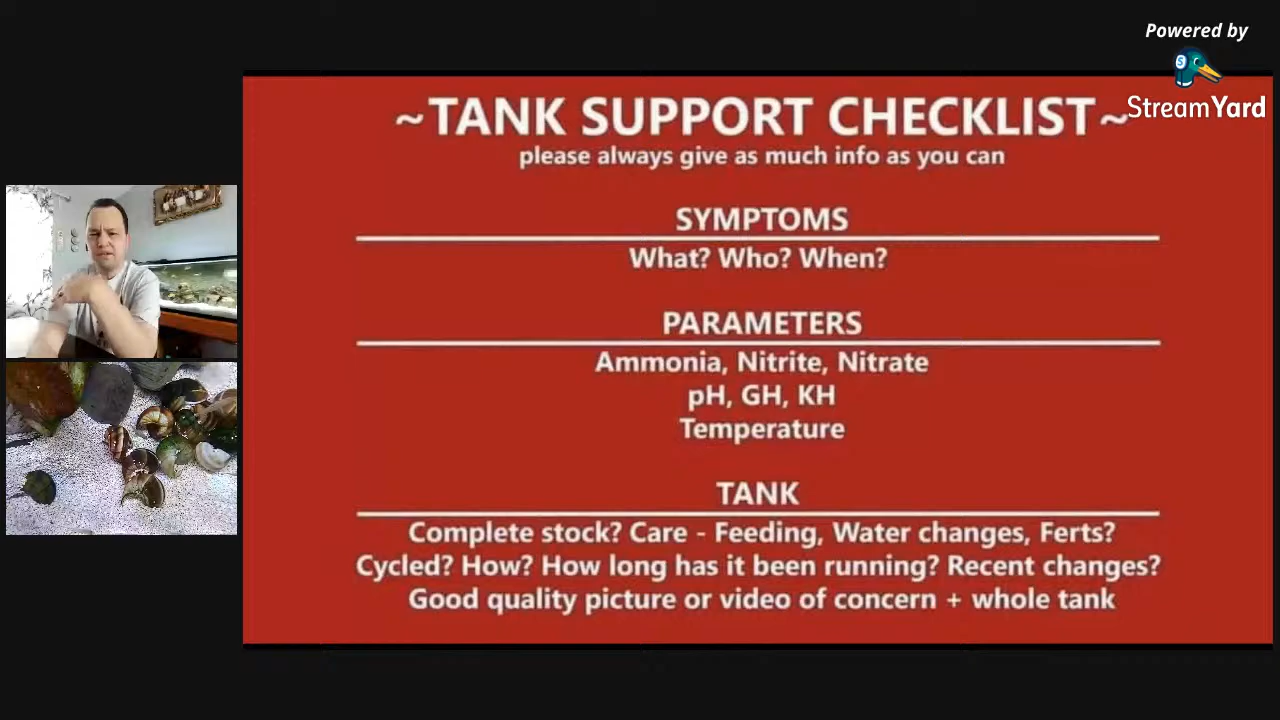 Powered by
StreamYard
~TANK SUPPORT CHECKLIST~
please always give as much info as you can
SYMPTOMS
What? Who? When?
PARAMETERS
Ammonia, Nitrite, Nitrate
pH, GH, KH
Temperature
TANK
Complete stock? Care - Feeding, Water changes, Ferts?
Cycled? How? How long has it been running? Recent changes?
Good quality picture or video of concern + whole tank